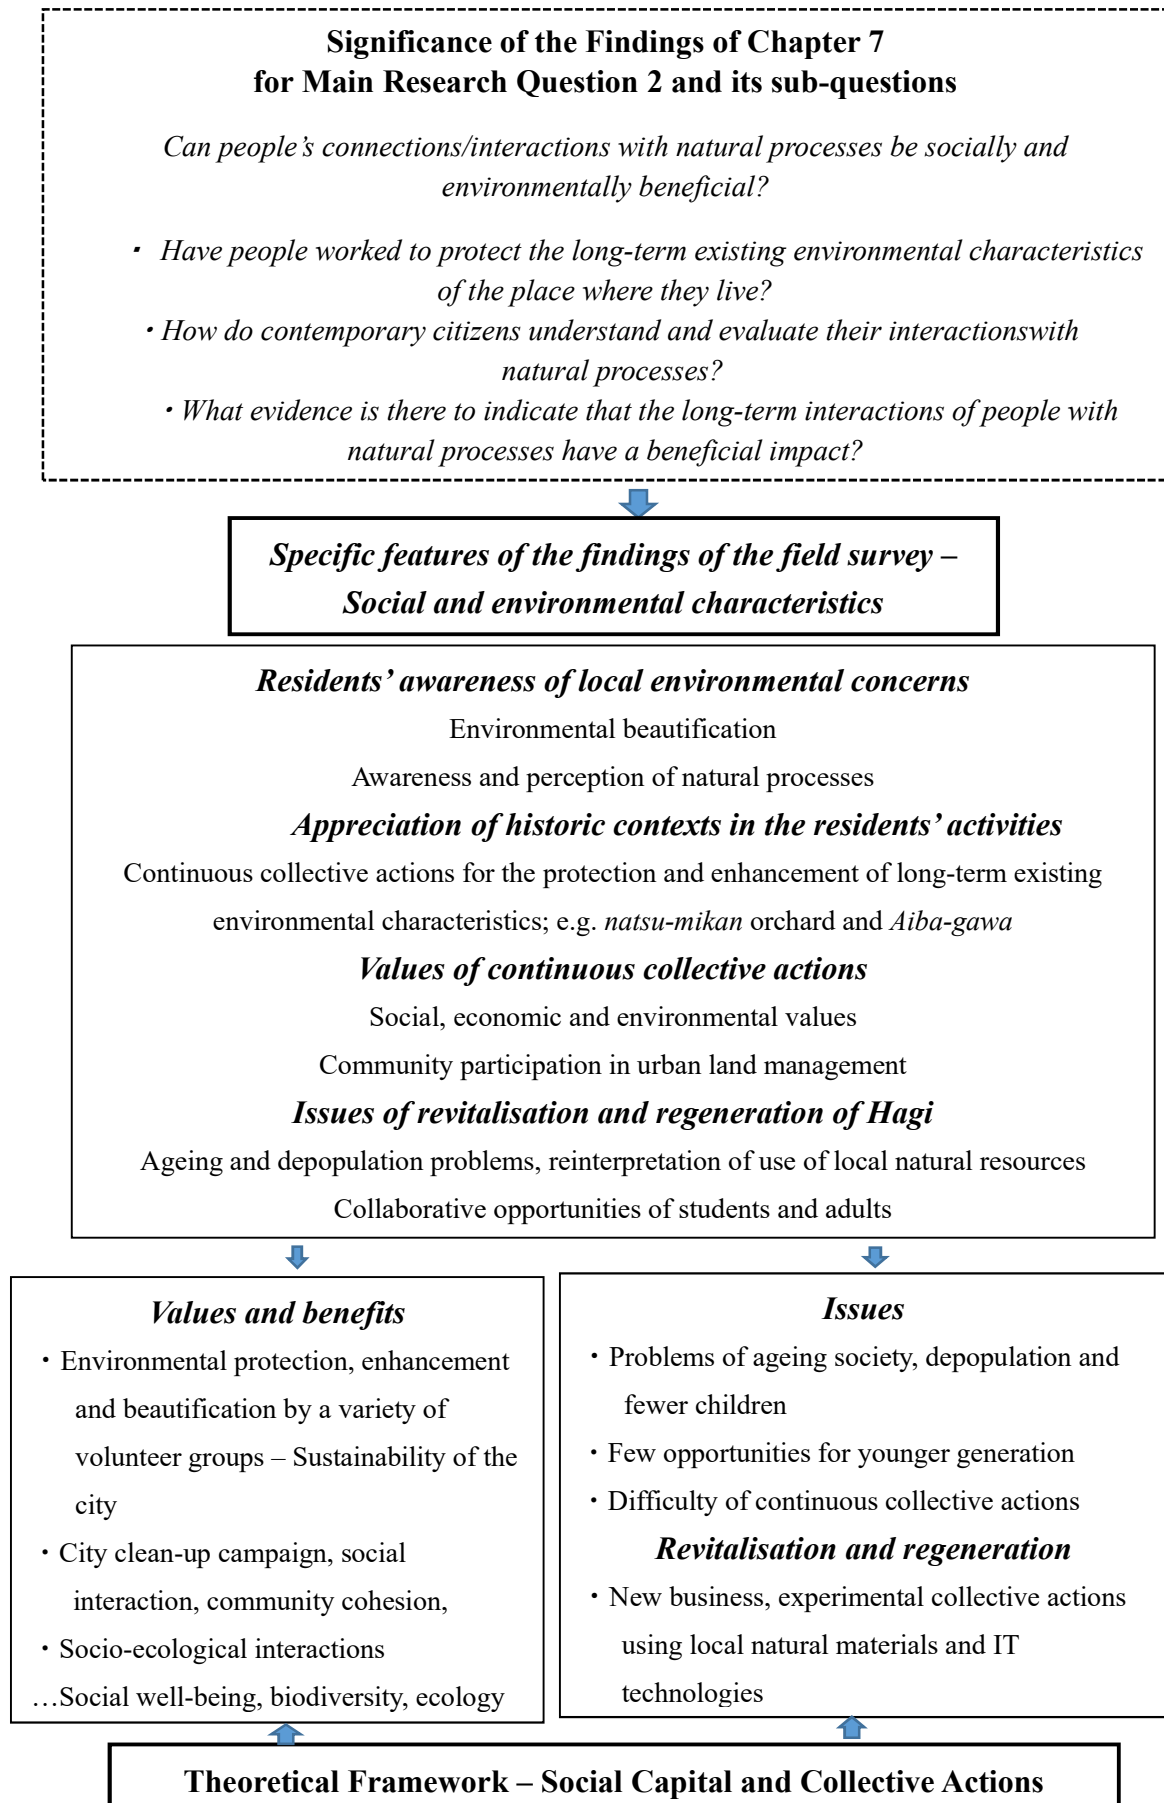 Significance of the Findings of Chapter 7
for Main Research Question 2 and its sub-questions
Can people’s connections/interactions with natural processes be socially and
environmentally beneficial?
・ Have people worked to protect the long-term existing environmental characteristics
of the place where they live?
・How do contemporary citizens understand and evaluate their interactionswith
natural processes?
・What evidence is there to indicate that the long-term interactions of people with
natural processes have a beneficial impact?
Specific features of the findings of the field survey –
Social and environmental characteristics
Residents’ awareness of local environmental concerns
Environmental beautification
Awareness and perception of natural processes
Appreciation of historic contexts in the residents’ activities
Continuous collective actions for the protection and enhancement of long-term existing
environmental characteristics; e.g. natsu-mikan orchard and Aiba-gawa
Values of continuous collective actions
Social, economic and environmental values
Community participation in urban land management
Issues of revitalisation and regeneration of Hagi
Ageing and depopulation problems, reinterpretation of use of local natural resources
Collaborative opportunities of students and adults
Values and benefits
・Environmental protection, enhancement
and beautification by a variety of
volunteer groups – Sustainability of the
city
・City clean-up campaign, social
interaction, community cohesion,
・Socio-ecological interactions
…Social well-being, biodiversity, ecology
Issues
・Problems of ageing society, depopulation and
fewer children
・Few opportunities for younger generation
・Difficulty of continuous collective actions
Revitalisation and regeneration
・New business, experimental collective actions
using local natural materials and IT
technologies
Theoretical Framework – Social Capital and Collective Actions